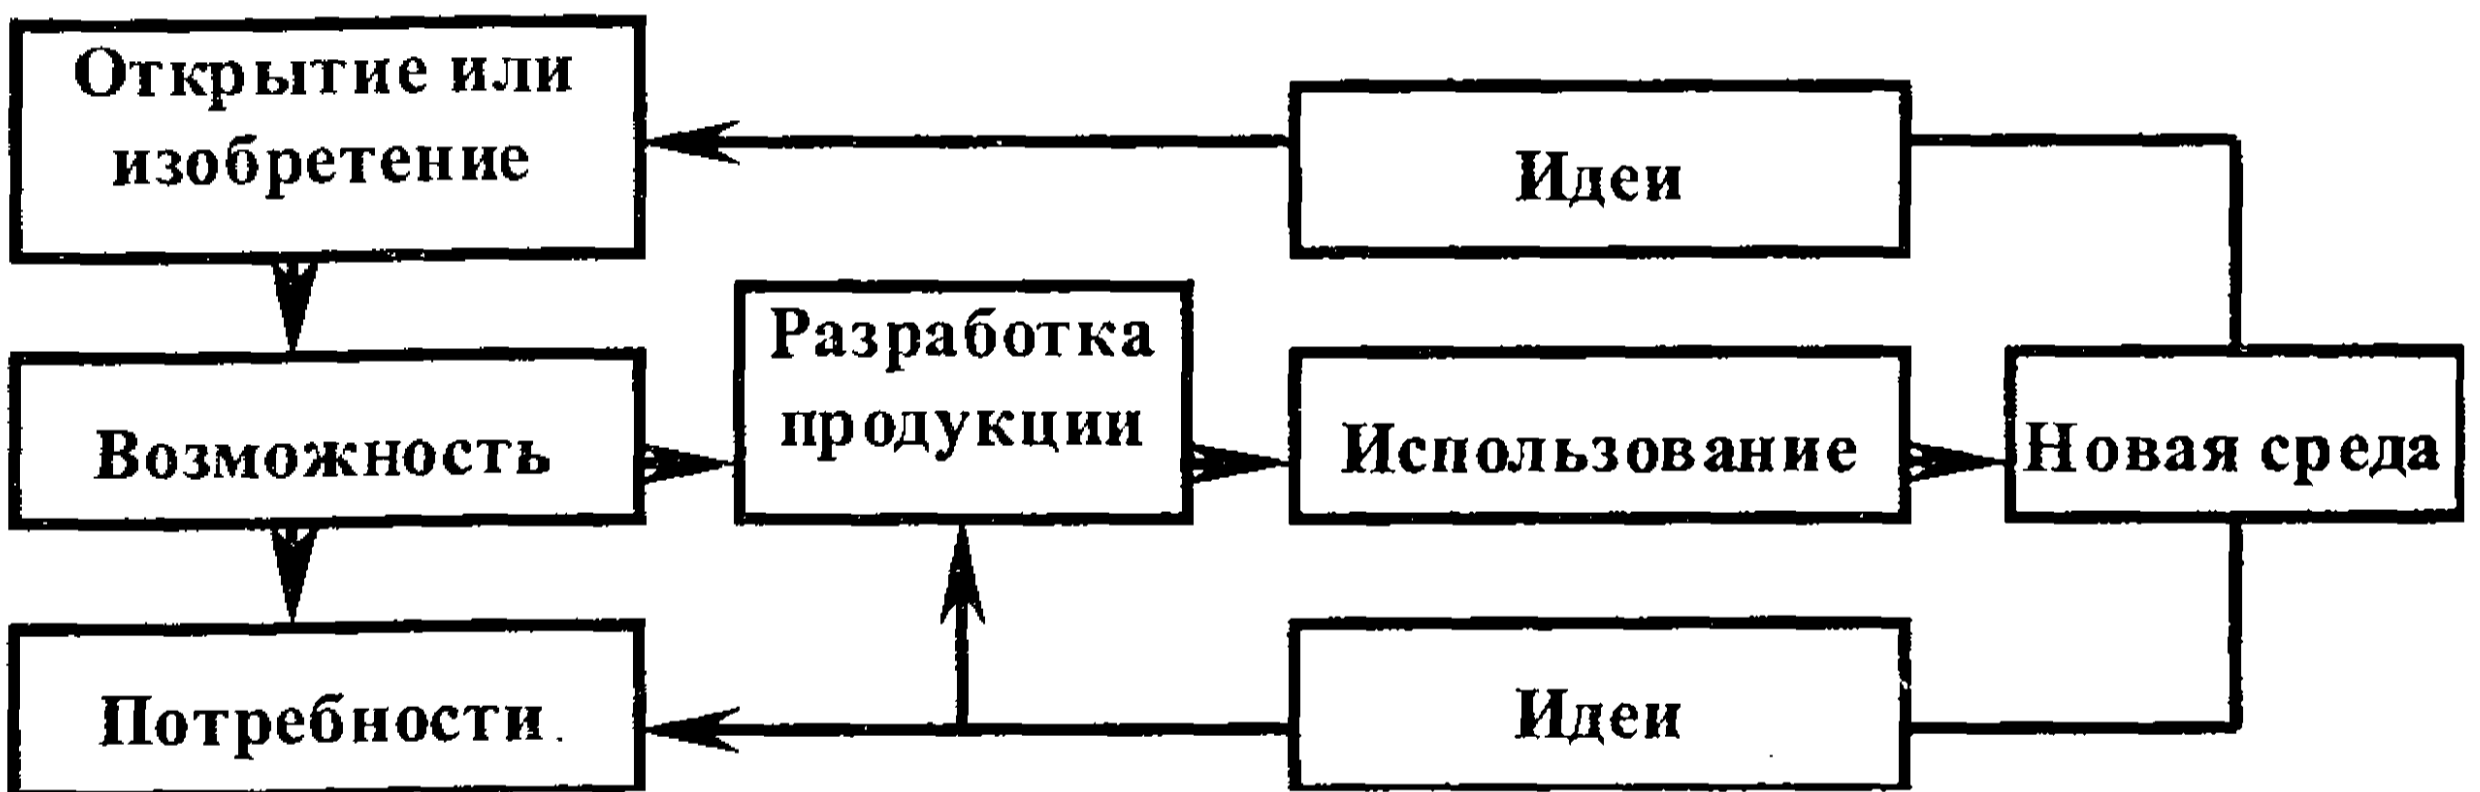 Открытие или
изобретение
Идеи
Разработка
продукции
Возможность
Использование
Новая среда
Потребности
Идеи